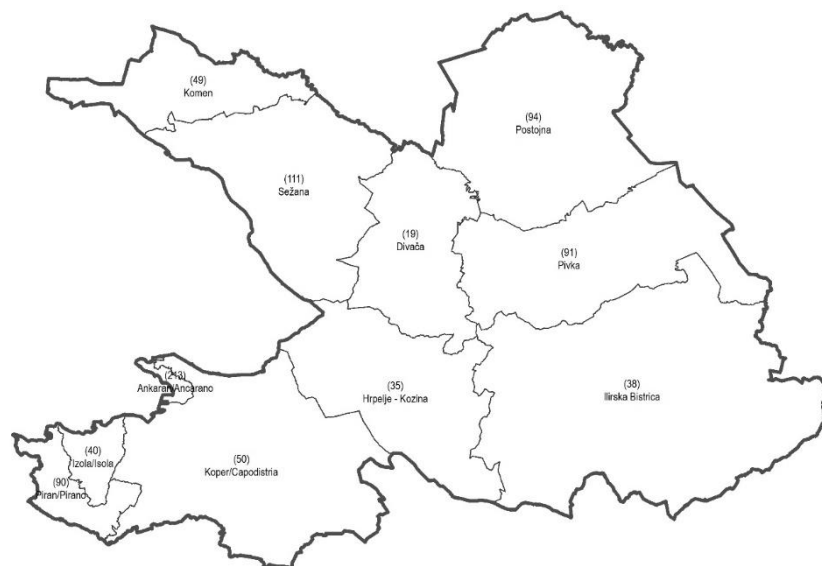 (49)
Komen
(94)
Postojna
(111)
Sežana
(19)
Divača
(91)
Pivka
(213)
Ankaran/Ancarano
(35)
Hrpelje - Kozina
(38)
Ilirska Bistrica
(40)
Izola/Isola
(50)
Koper/Capodistria
(90)
Piran/Pirano